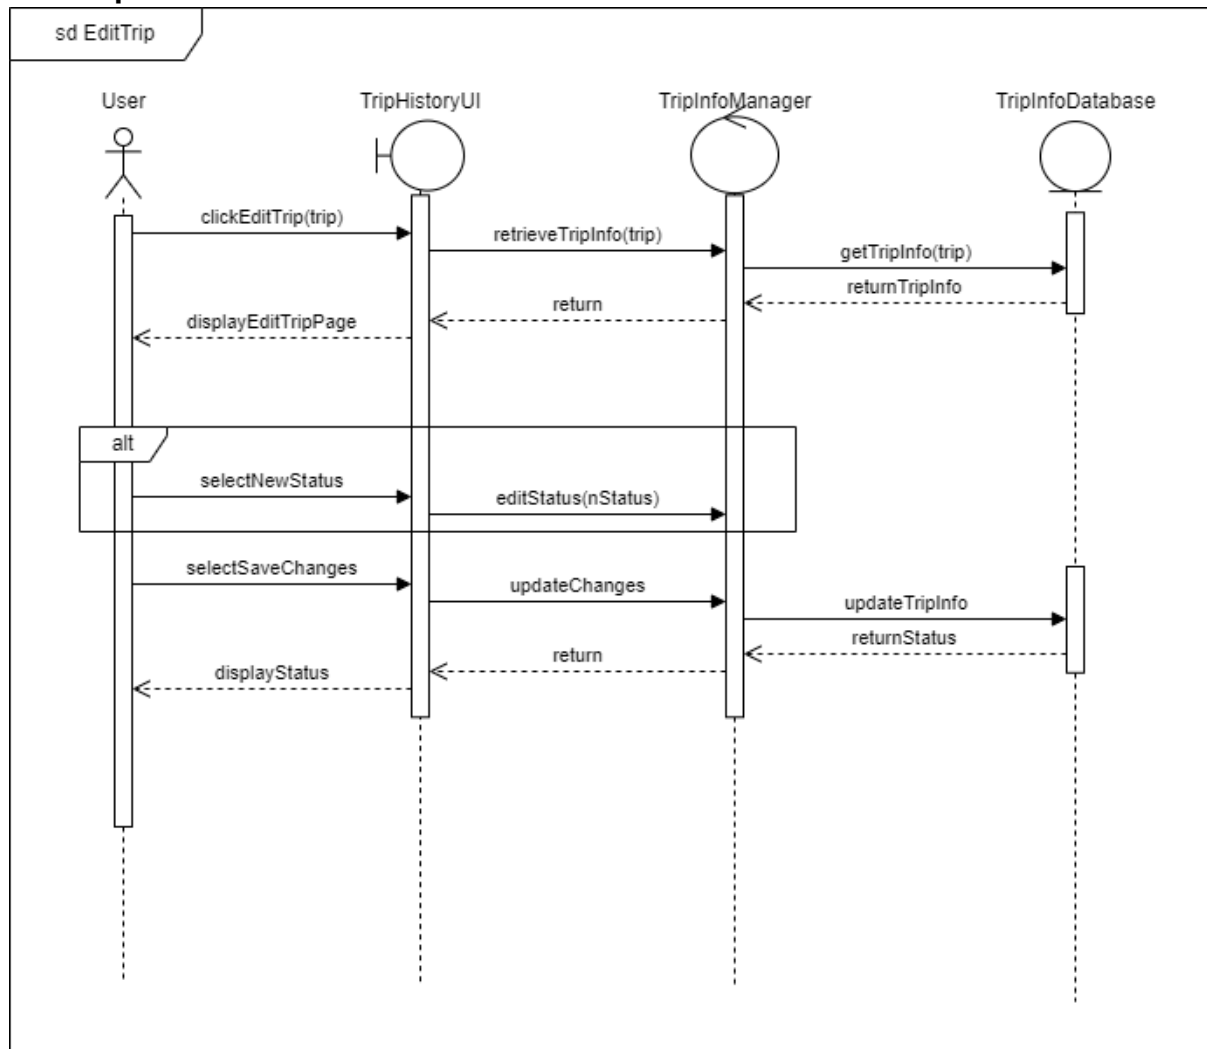 sd EditTrip
User
TripHistoryUI
TripInfoManager
TripInfoDatabase
clickEditTrip(trip)
retrieveTripInfo(trip)
getTripInfo(trip)
returnTripInfo
return
displayEditTripPage
alt
selectNewStatus
editStatus(nStatus)
selectSaveChanges
updateChanges
updateTripInfo
returnStatus
return
displayStatus